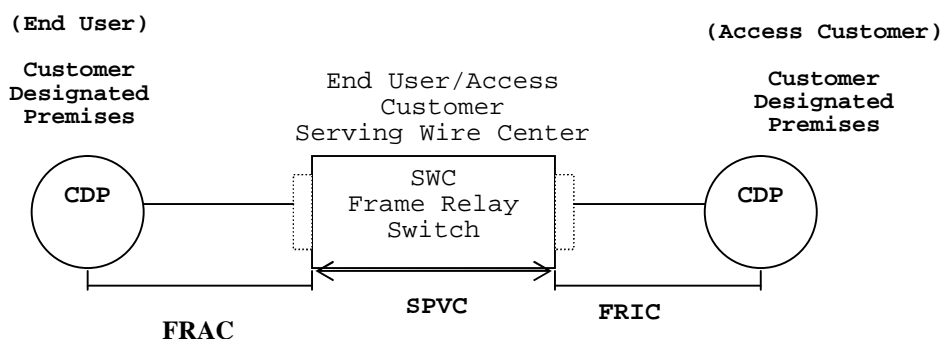 (End User)
Customer
Designated
Premises
End User/Access
Customer
Serving Wire Center
(Access Customer)
Customer
Designated
Premises
CDP
SWC
Frame Relay
Switch
CDP
FRAC
SPVC
FRIC